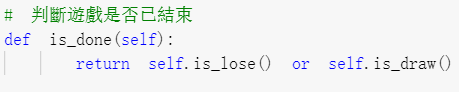 # 判斷遊戲是否已結束
def is_done(self):
return self.is_lose() or self.is_draw()